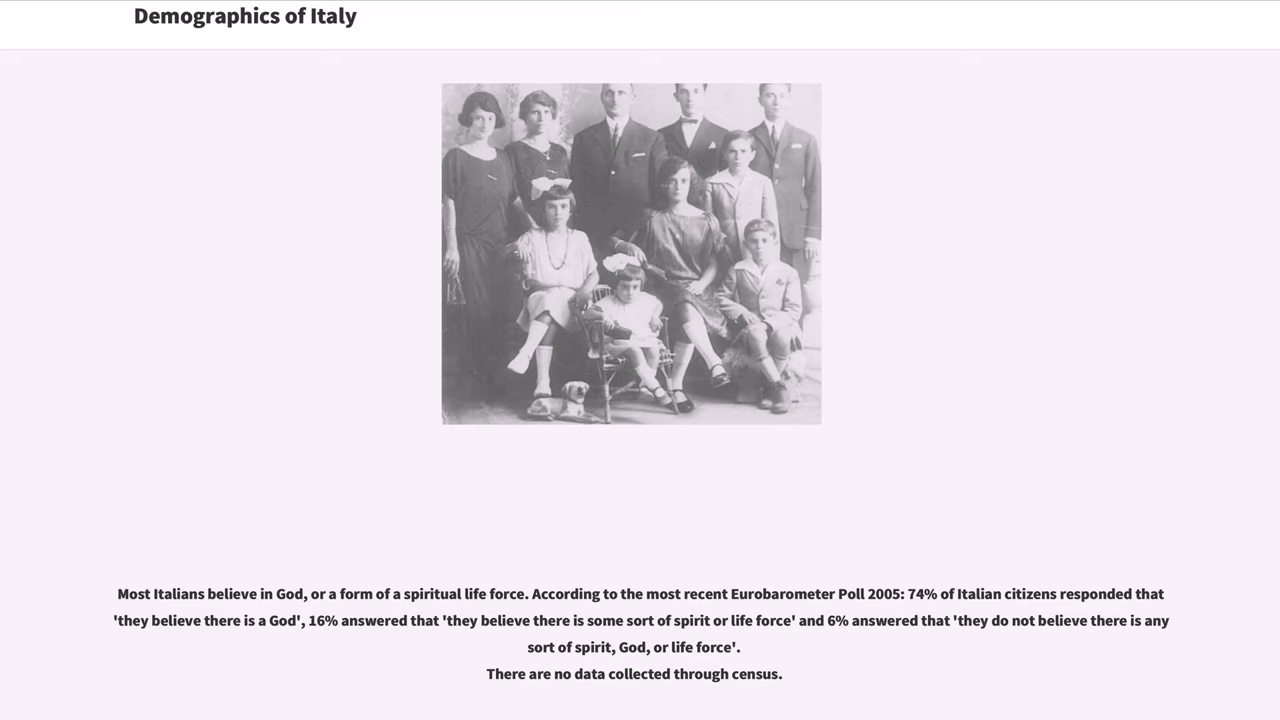 Demographics of Italy
Most Italians believe in God, or a form of a spiritual life force. According to the most recent Eurobarometer Poll 2005: 74% of Italian citizens responded that
'they believe there is a God', 16% answered that 'they believe there is some sort of spirit or life force' and 6% answered that 'they do not believe there is any
sort of spirit, God, or life force'.
There are no data collected through census.